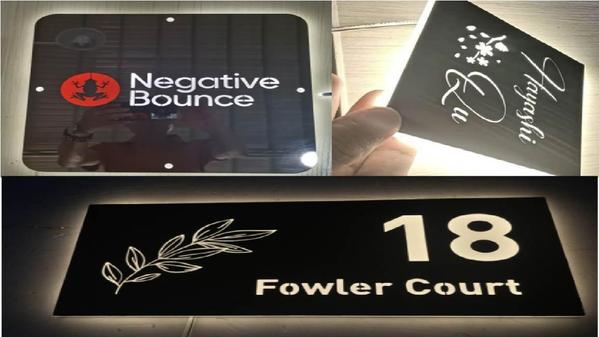 Negative
Bounce
Hayashi
Qu
18
Fowler Court